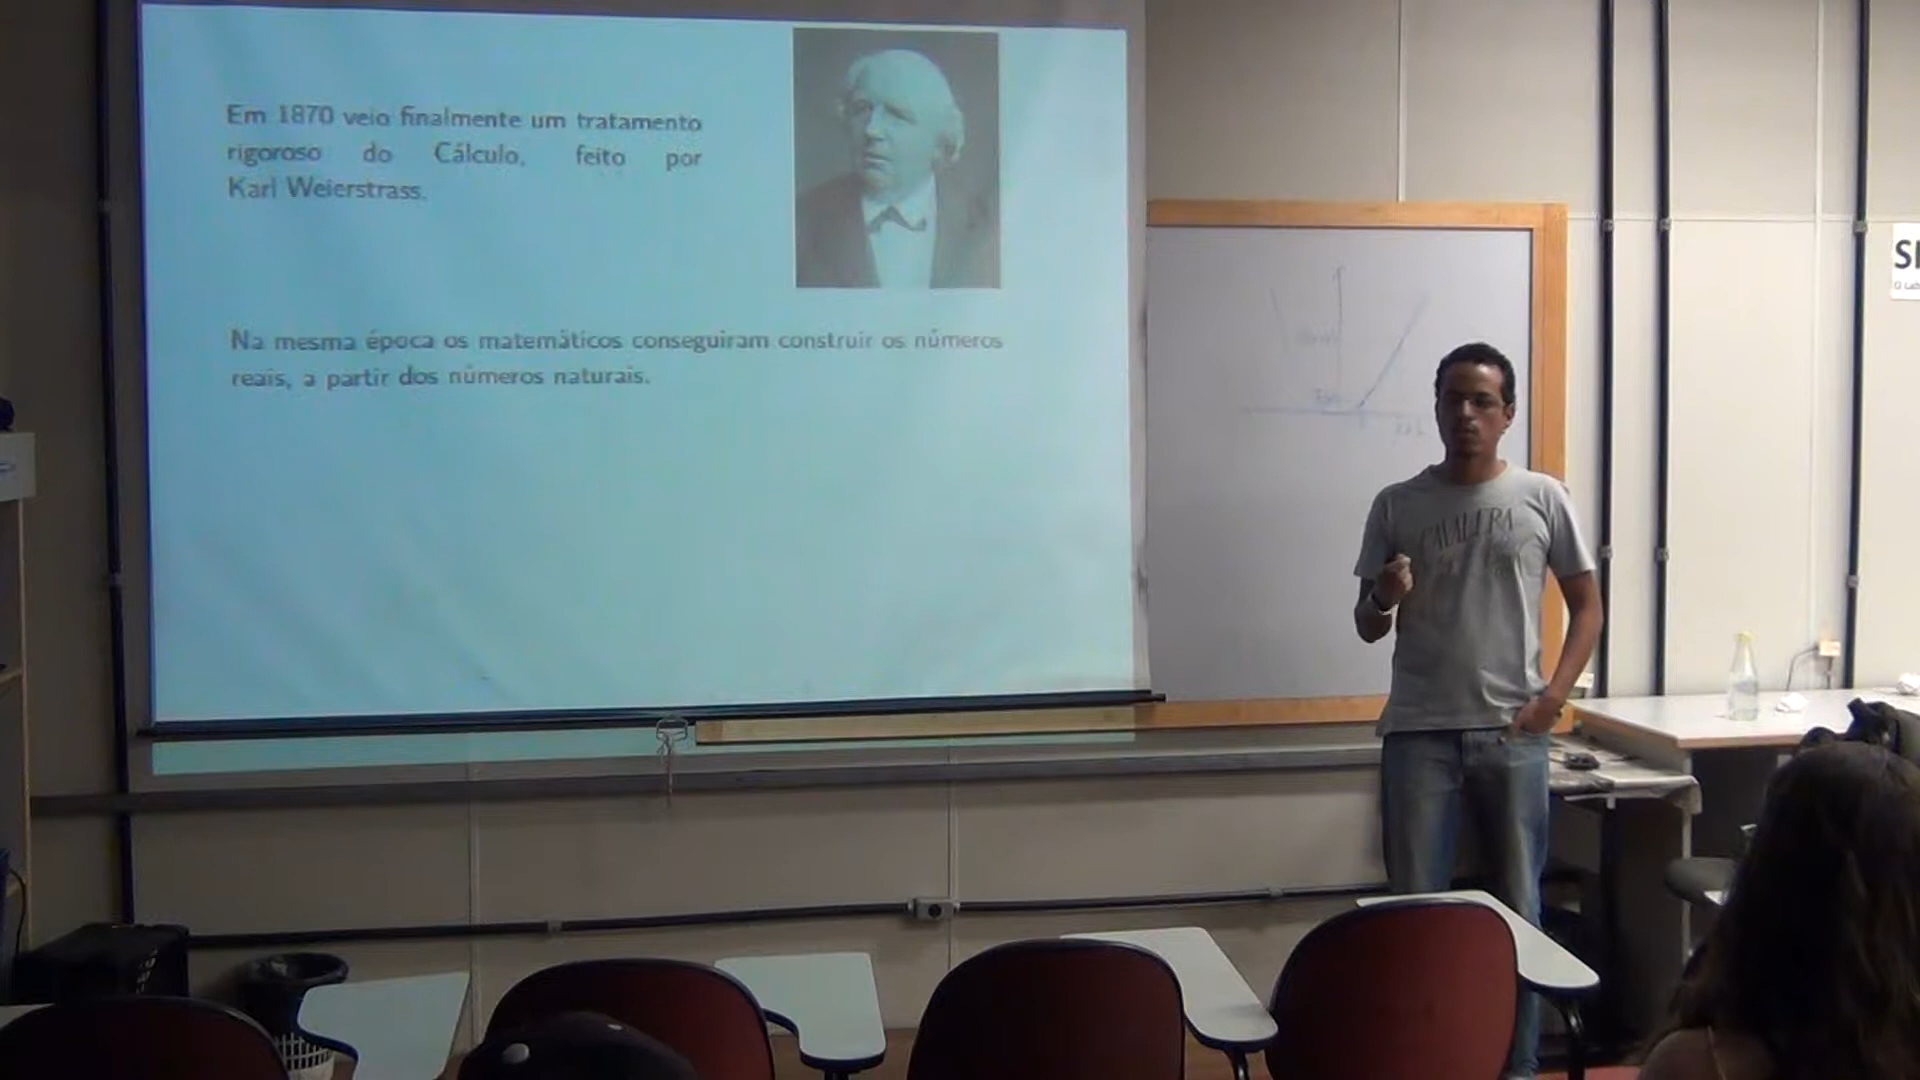 Em 1870 veio finalmente um tratamento
rigoroso do Cálculo, feito por
Karl Weierstrass.
Na mesma época os matemáticos conseguiram construir os números
reais, a partir dos números naturais.
CAVALERA